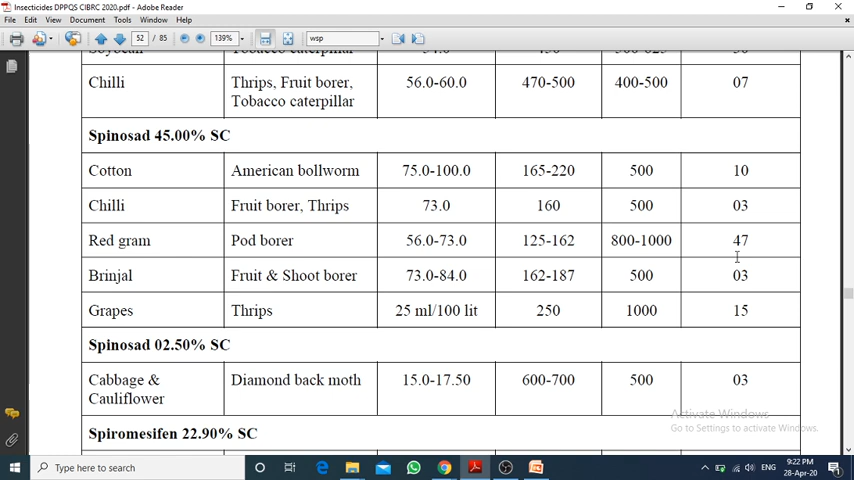 Insecticides DPPQS CIBRC 2020.pdf - Adobe Reader
File Edit View Document Tools Window Help
52 / 85 139% wsp
Soybean Tobacco caterpillar
Chilli Thrips, Fruit borer, 56.0-60.0 470-500 400-500 07
Tobacco caterpillar
Spinosad 45.00% SC
Cotton American bollworm 75.0-100.0 165-220 500 10
Chilli Fruit borer, Thrips 73.0 160 500 03
Red gram Pod borer 56.0-73.0 125-162 800-1000 47
Brinjal Fruit & Shoot borer 73.0-84.0 162-187 500 03
Grapes Thrips 25 ml/100 lit 250 1000 15
Spinosad 02.50% SC
Cabbage & Diamond back moth 15.0-17.50 600-700 500 03
Cauliflower
Activate Windows
Go to Settings to activate Windows.
Spiromesifen 22.90% SC
Type here to search
ENG 9:22 PM
28-Apr-20